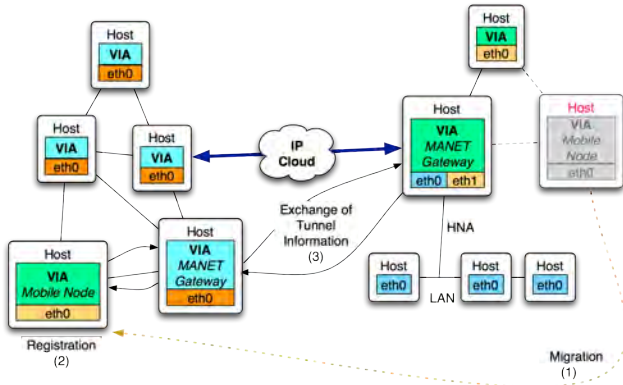 Host
VIA
eth0
Host
VIA
eth0
Host
VIA
eth0
Host
VIA
Mobile Node
eth0
Registration
(2)
Host
VIA
MANET
Gateway
eth0
IP
Cloud
Exchange of
Tunnel
Information
(3)
Host
VIA
eth0
Host
VIA
MANET
Gateway
eth0 eth1
Host
VIA
Mobile
Node
eth0
HNA
LAN
Host
eth0
Host
eth0
Host
eth0
Migration
(1)